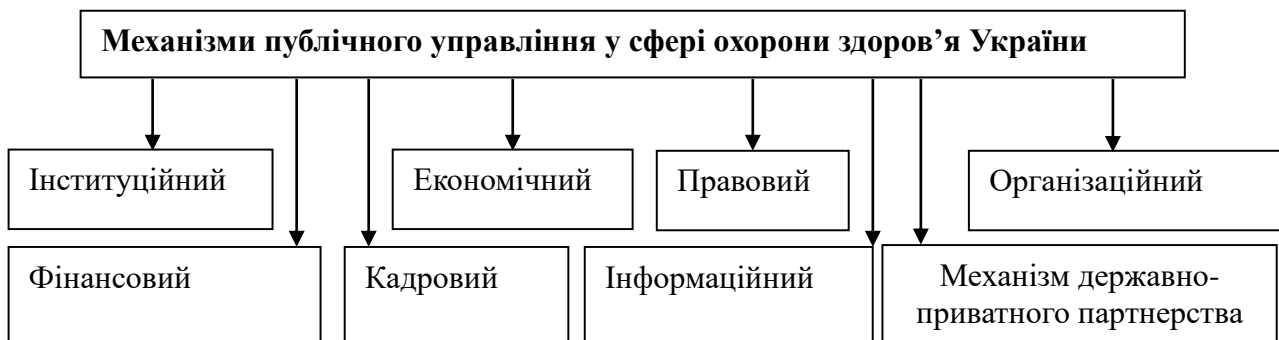 Механізми публічного управління у сфері охорони здоров’я України
Інституційний
Економічний
Правовий
Організаційний
Фінансовий
Кадровий
Інформаційний
Механізм державно-
приватного партнерства